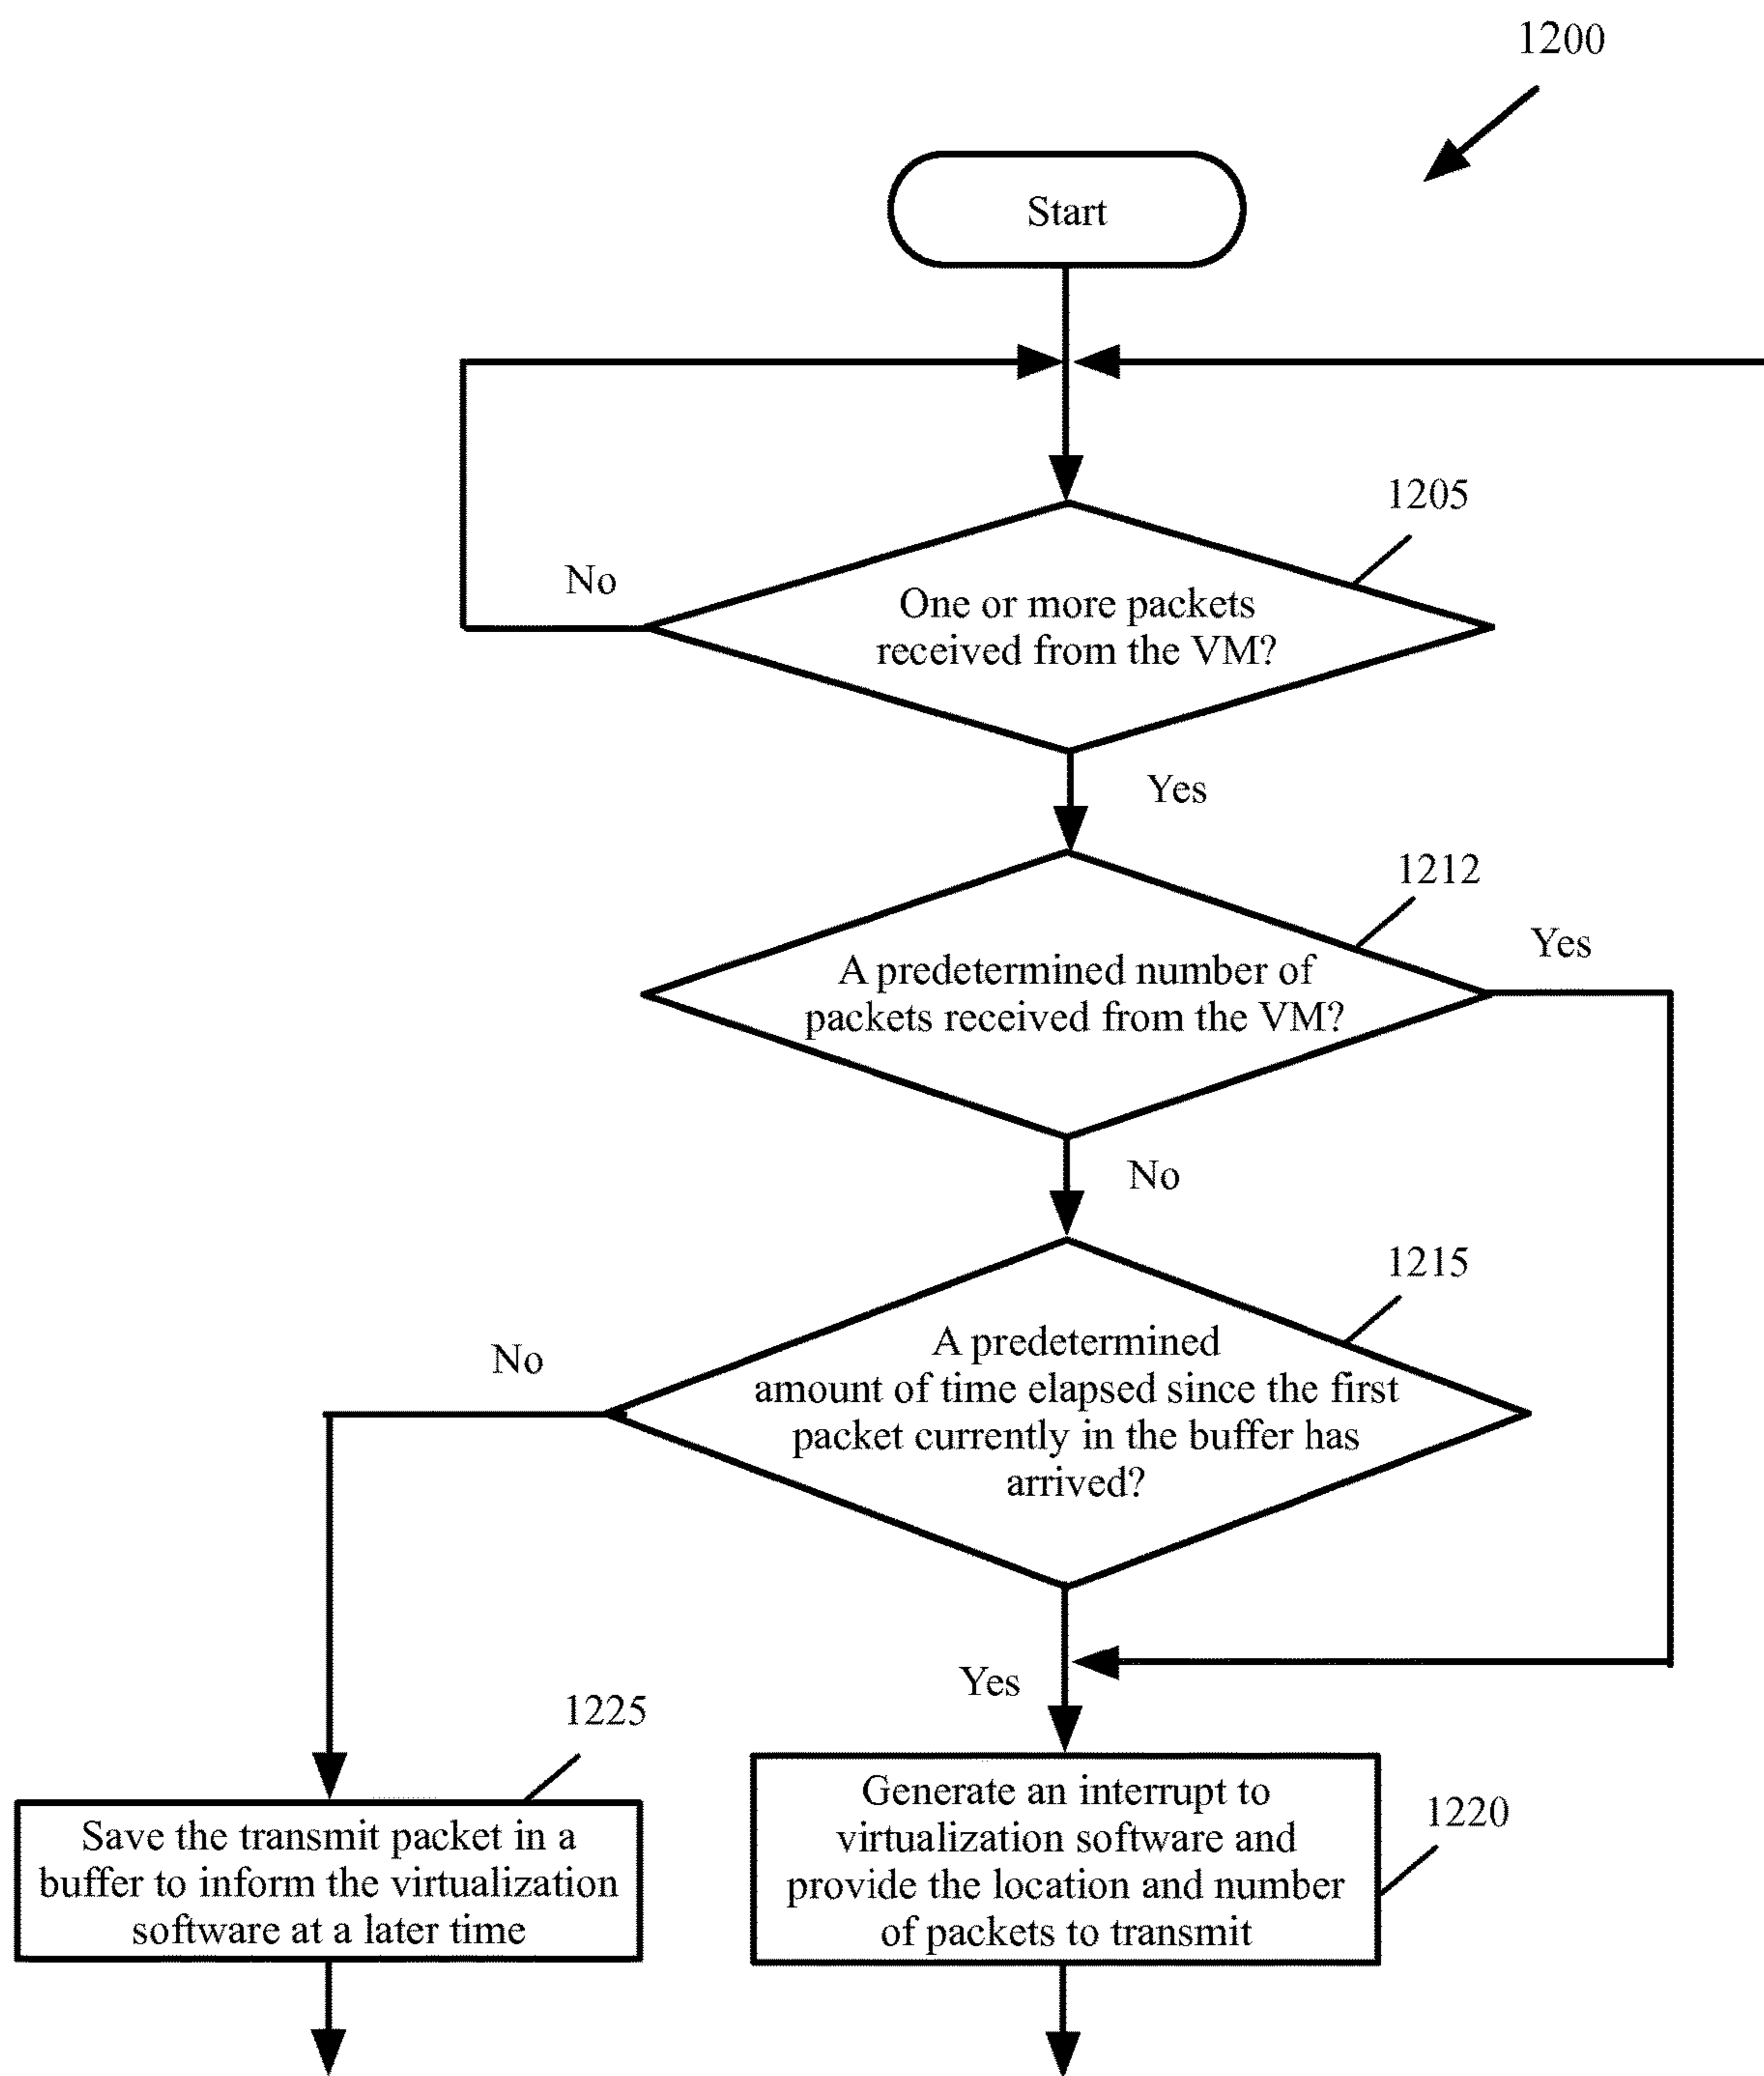 1200
Start
1205
No
One or more packets
received from the VM?
Yes
1212
Yes
A predetermined number of
packets received from the VM?
No
1215
No
A predetermined
amount of time elapsed since the first
packet currently in the buffer has
arrived?
Yes
1225
Save the transmit packet in a
buffer to inform the virtualization
software at a later time
Generate an interrupt to
virtualization software and
provide the location and number
of packets to transmit
1220